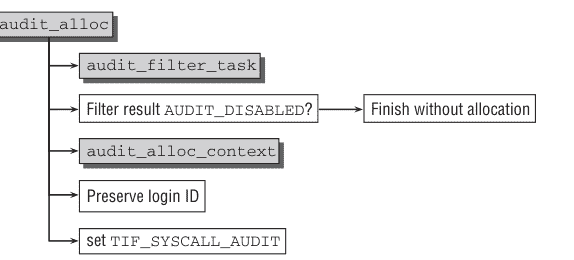 audit_alloc
audit_filter_task
Filter result AUDIT_DISABLED?
Finish without allocation
audit_alloc_context
Preserve login ID
set TIF_SYSCALL_AUDIT